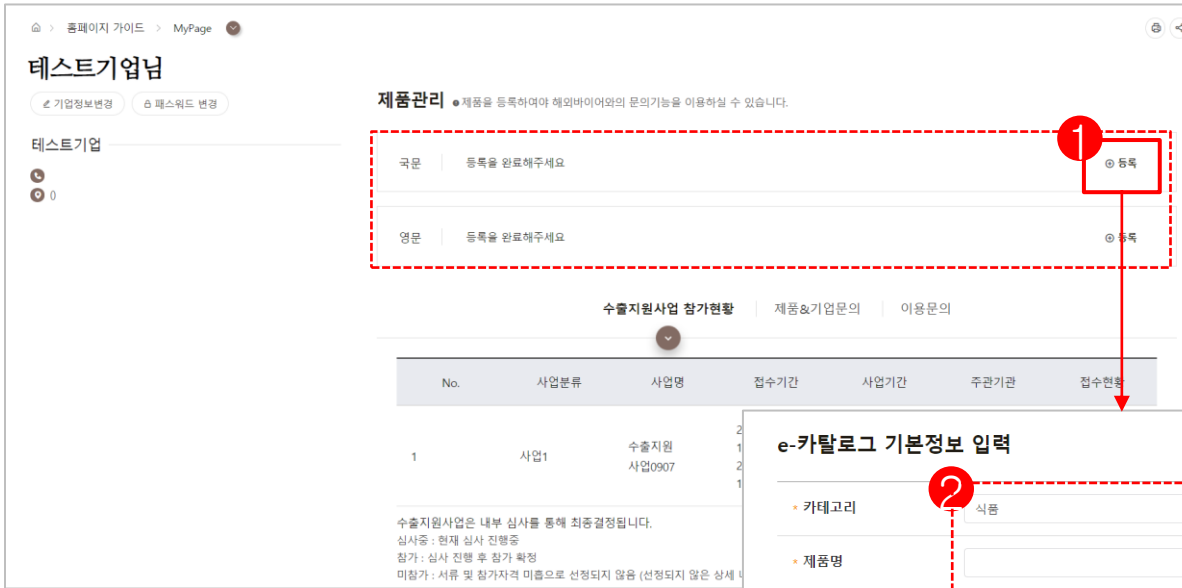 홈페이지 가이드 > MyPage
테스트기업님
기업정보변경 패스워드 변경
테스트기업
0
제품관리 제품을 등록하여야 해외바이어와의 문의기능을 이용하실 수 있습니다.
1
국문 등록을 완료해주세요 등록
영문 등록을 완료해주세요 등록
수출지원사업 참가현황 제품&기업문의 이용문의
No. 사업분류 사업명 접수기간 사업기간 주관기관 접수현황
1 사업1 수출지원
사업0907
2
1
2
1
수출지원사업은 내부 심사를 통해 최종결정됩니다.
심사중 : 현재 심사 진행중
참가 : 심사 진행 후 참가 확정
미참가 : 서류 및 참가자격 미흡으로 선정되지 않음 (선정되지 않은 상세
e-카탈로그 기본정보 입력
2
* 카테고리 식품
* 제품명